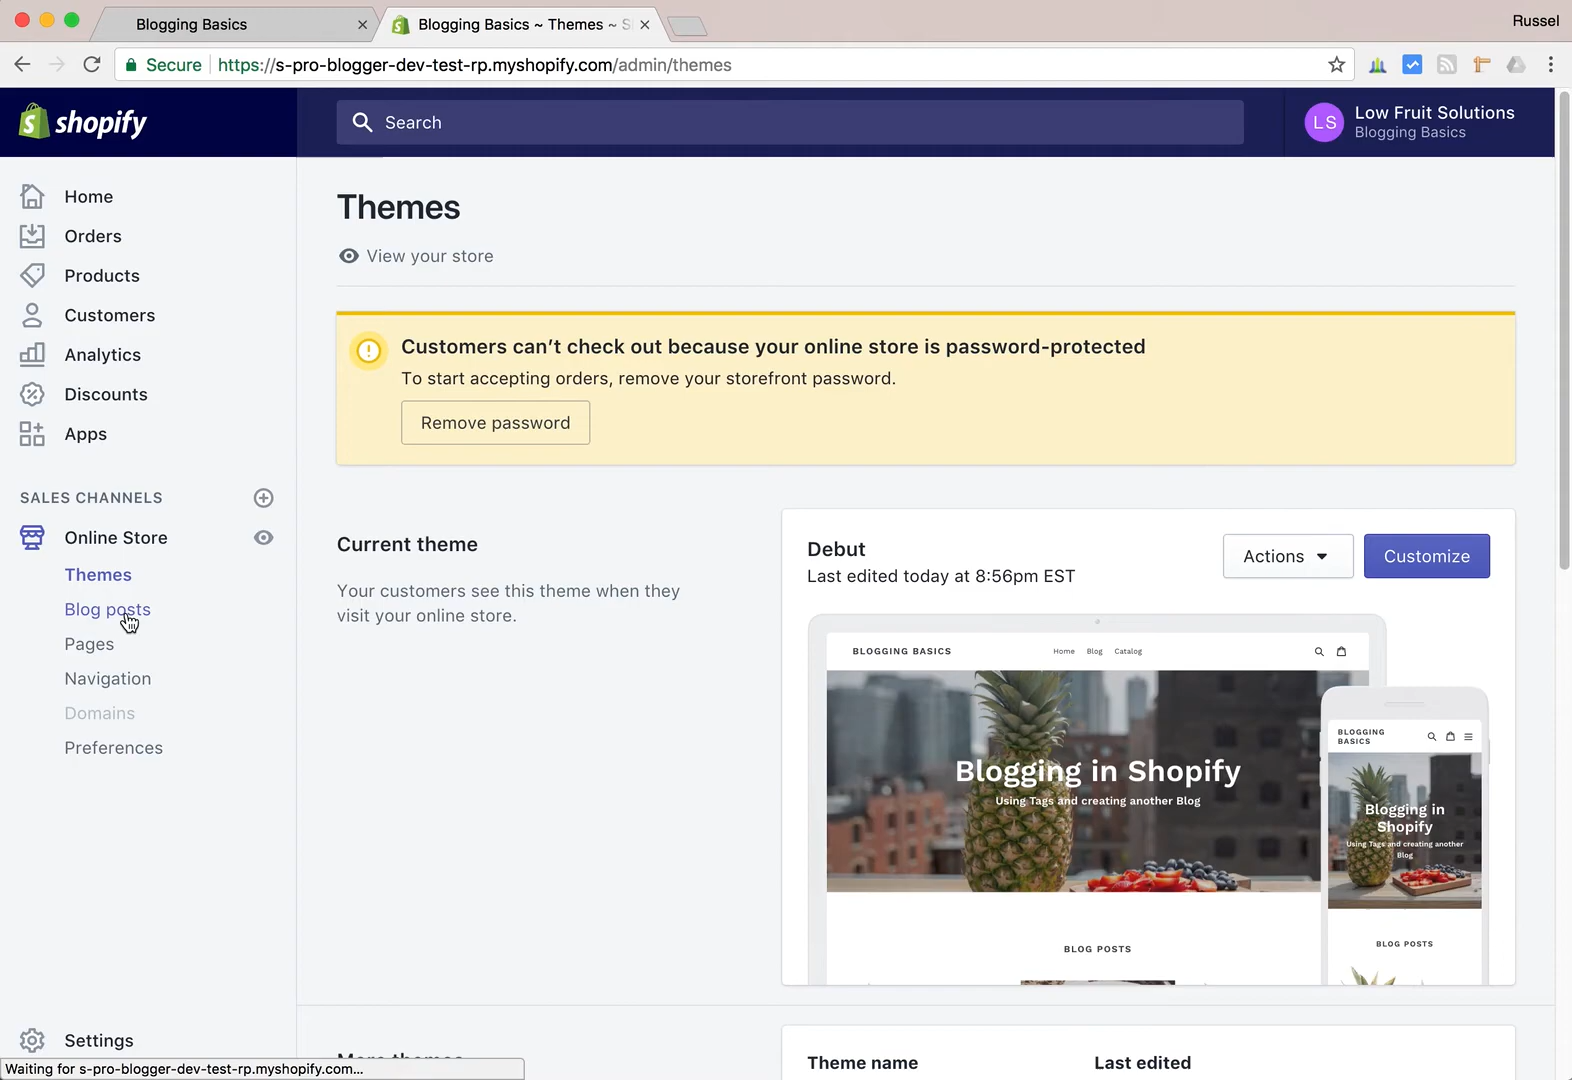 Blogging Basics
Blogging Basics ~ Themes ~ S
Russel
Secure
https://s-pro-blogger-dev-test-rp.myshopify.com/admin/themes
shopify
Search
LS
Low Fruit Solutions
Blogging Basics
Home
Orders
Products
Customers
Analytics
Discounts
Apps
SALES CHANNELS
Online Store
Themes
Blog posts
Pages
Navigation
Domains
Preferences
Settings
Waiting for s-pro-blogger-dev-test-rp.myshopify.com...
Themes
View your store
Customers can’t check out because your online store is password-protected
To start accepting orders, remove your storefront password.
Remove password
Current theme
Your customers see this theme when they
visit your online store.
Debut
Last edited today at 8:56pm EST
Actions
Customize
BLOGGING BASICS
Home Blog Catalog
Blogging in Shopify
Using Tags and creating another Blog
BLOG POSTS
BLOGGING
BASICS
Blogging in
Shopify
Using Tags and creating another
Blog
BLOG POSTS
More themes
Theme name
Last edited